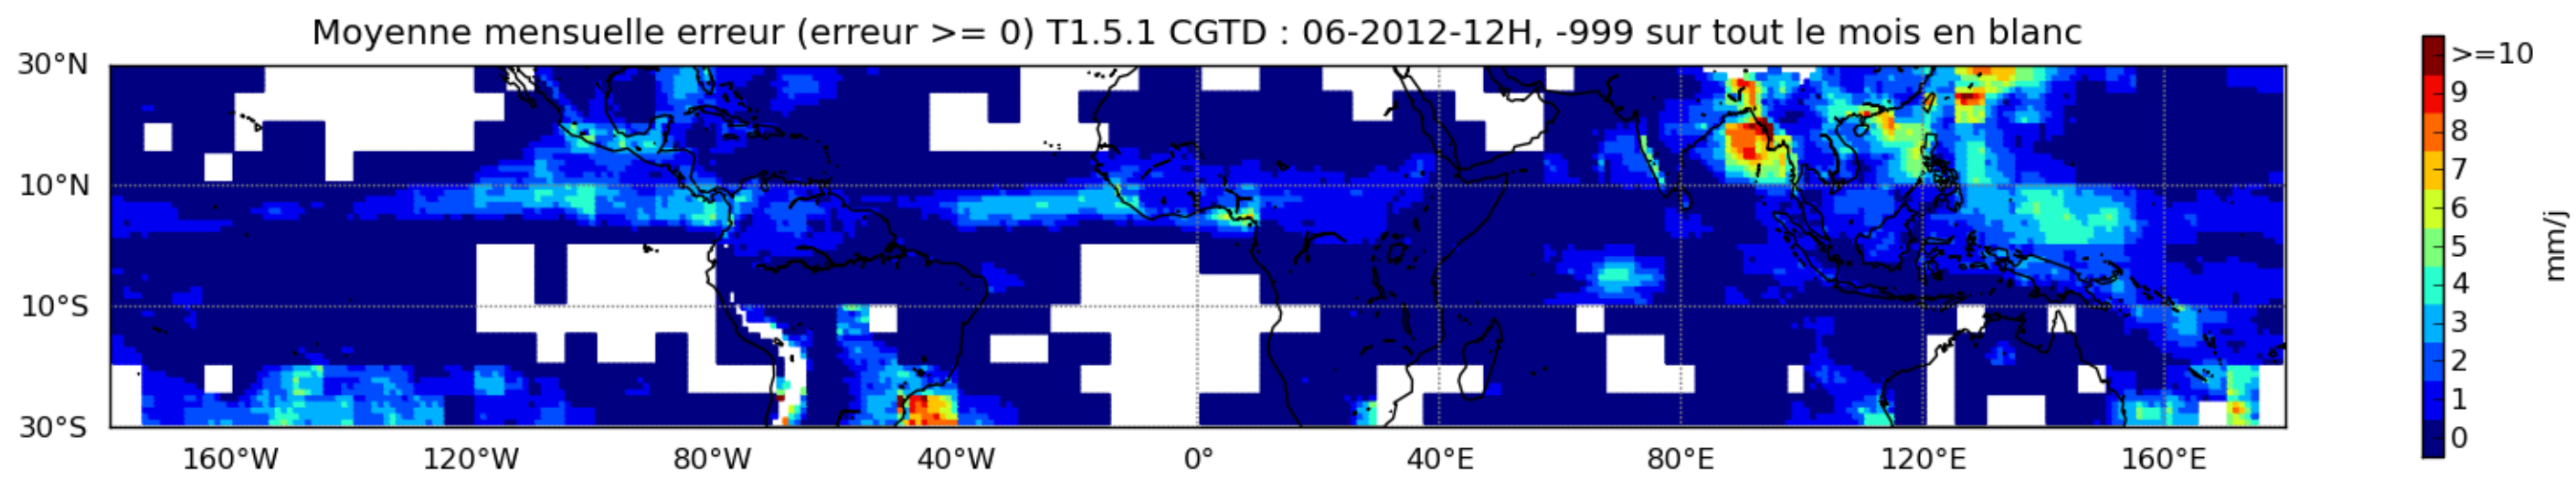 Moyenne mensuelle erreur (erreur >= 0) T1.5.1 CGTD : 06-2012-12H, -999 sur tout le mois en blanc
30°N
10°N
10°S
30°S
160°W 120°W 80°W 40°W 0° 40°E 80°E 120°E 160°E
>=10
9
8
7
6
5
4
3
2
1
0
mm/j